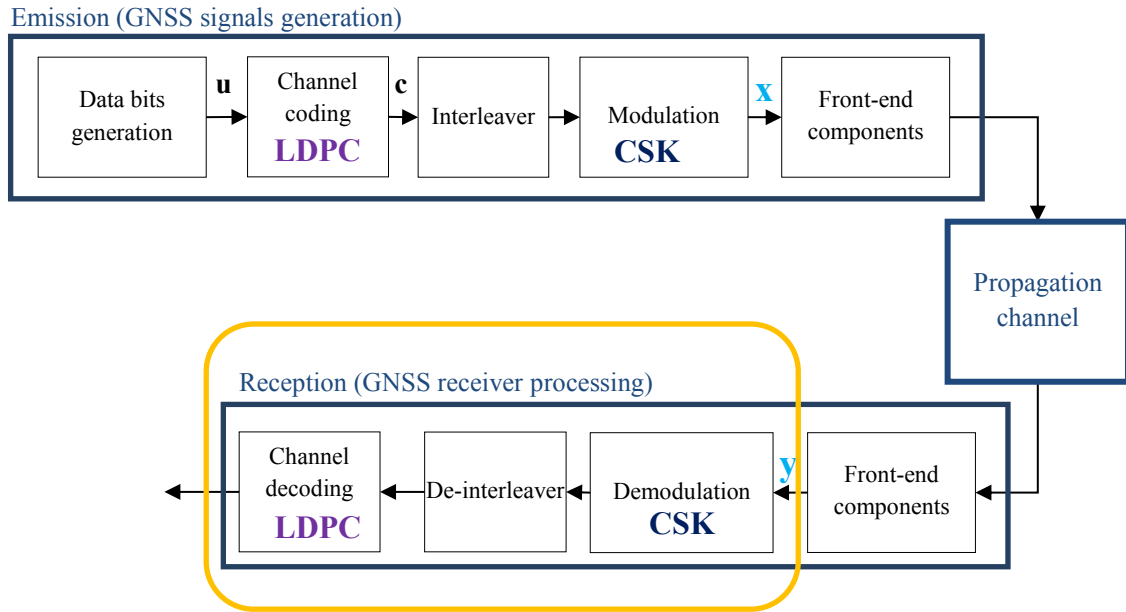 Emission (GNSS signals generation)
Data bits
generation
u
Channel
coding
LDPC
c
Interleaver
Modulation
CSK
x
Front-end
components
Propagation
channel
Reception (GNSS receiver processing)
Channel
decoding
LDPC
De-interleaver
Demodulation
CSK
y
Front-end
components